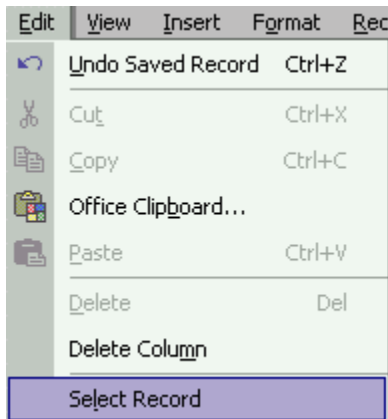 Edit View Insert Format Rec
Undo Saved Record Ctrl+Z
Cut Ctrl+X
Copy Ctrl+C
Office Clipboard...
Paste Ctrl+V
Delete Del
Delete Column
Select Record